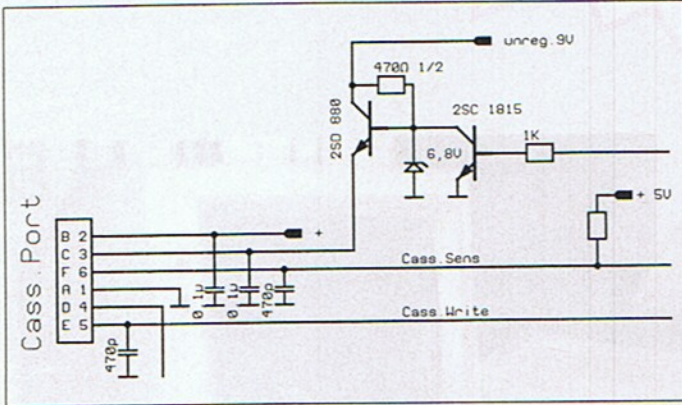 unreg.9V
470Ω 1/2
2SD 880
2SC 1815
6,8V
1K
+ 5V
Cass.Port
B 2
C 3
F 6
A 1
D 4
E 5
+
Cass.Sens
0.1µ
0.1µ
470p
Cass.Write
470p